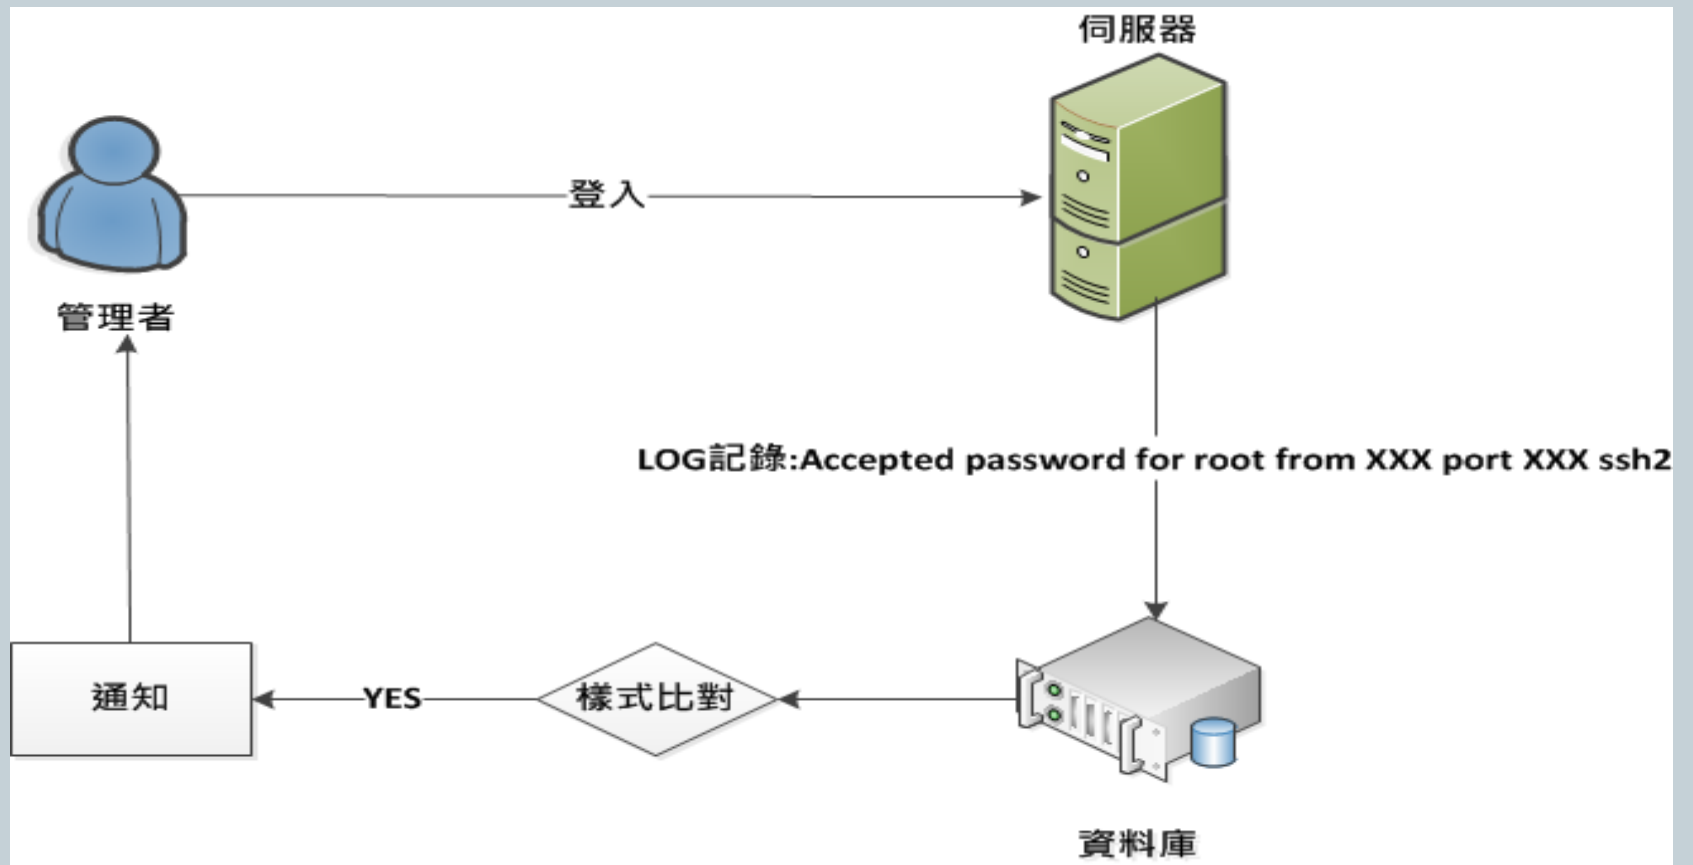 伺服器
登入
管理者
LOG記錄:Accepted password for root from XXX port XXX ssh2
通知
YES
樣式比對
資料庫